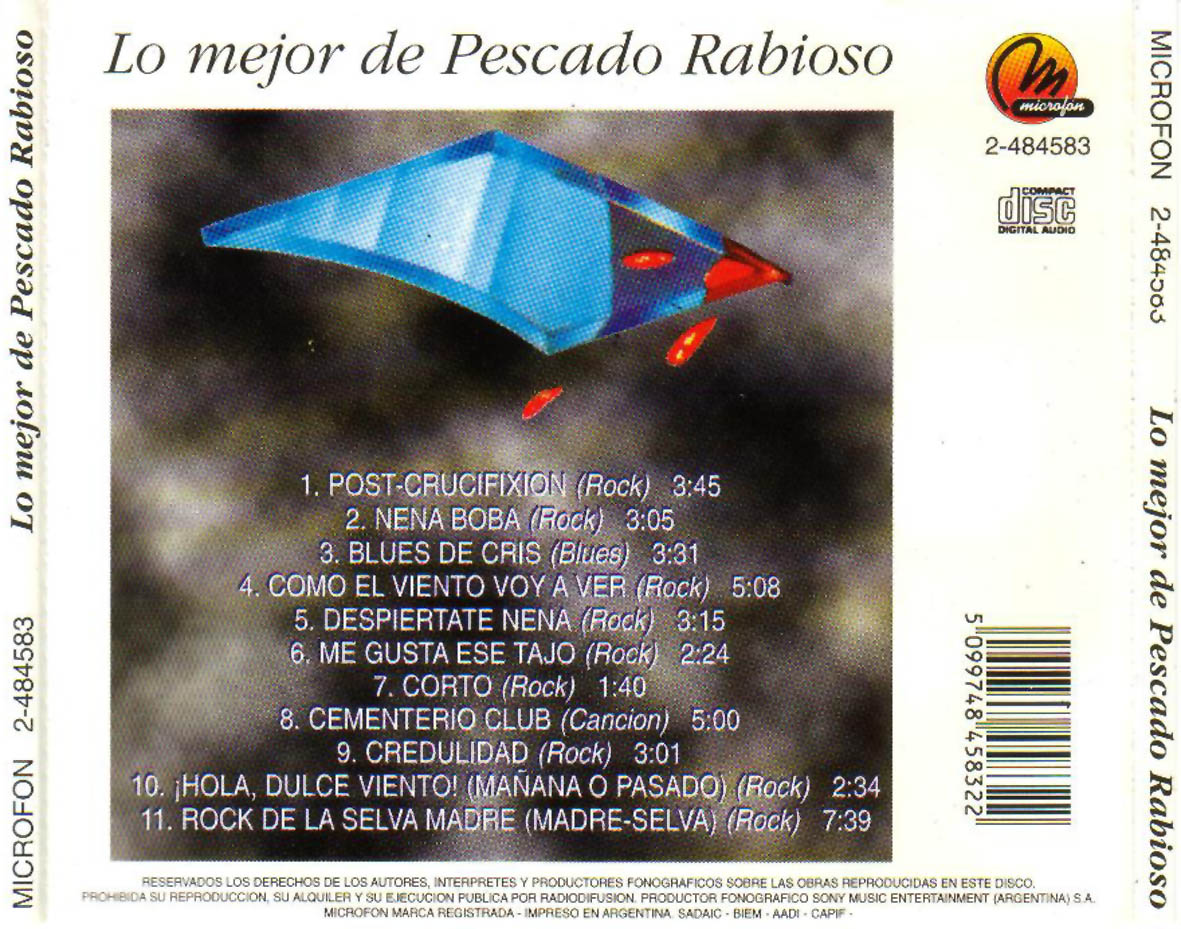 Lo mejor de Pescado Rabioso
microfón
2-484583
COMPACT
disc
DIGITAL AUDIO
1. POST-CRUCIFIXION (Rock) 3:45
2. NENA BOBA (Rock) 3:05
3. BLUES DE CRIS (Blues) 3:31
4. COMO EL VIENTO VOY A VER (Rock) 5:08
5. DESPIERTATE NENA (Rock) 3:15
6. ME GUSTA ESE TAJO (Rock) 2:24
7. CORTO (Rock) 1:40
8. CEMENTERIO CLUB (Cancion) 5:00
9. CREDULIDAD (Rock) 3:01
10. ¡HOLA, DULCE VIENTO! (MAÑANA O PASADO) (Rock) 2:34
11. ROCK DE LA SELVA MADRE (MADRE-SELVA) (Rock) 7:39
5 099748 458322
RESERVADOS LOS DERECHOS DE LOS AUTORES, INTERPRETES Y PRODUCTORES FONOGRAFICOS SOBRE LAS OBRAS REPRODUCIDAS EN ESTE DISCO.
PROHIBIDA SU REPRODUCCION, SU ALQUILER Y SU EJECUCION PUBLICA POR RADIODIFUSION. PRODUCTOR FONOGRAFICO SONY MUSIC ENTERTAINMENT (ARGENTINA) S.A.
MICROFON MARCA REGISTRADA - IMPRESO EN ARGENTINA. SADAIC - BIEM - AADI - CAPIF -
MICROFON 2-484583 Lo mejor de Pescado Rabioso
MICROFON 2-484583 Lo mejor de Pescado Rabioso